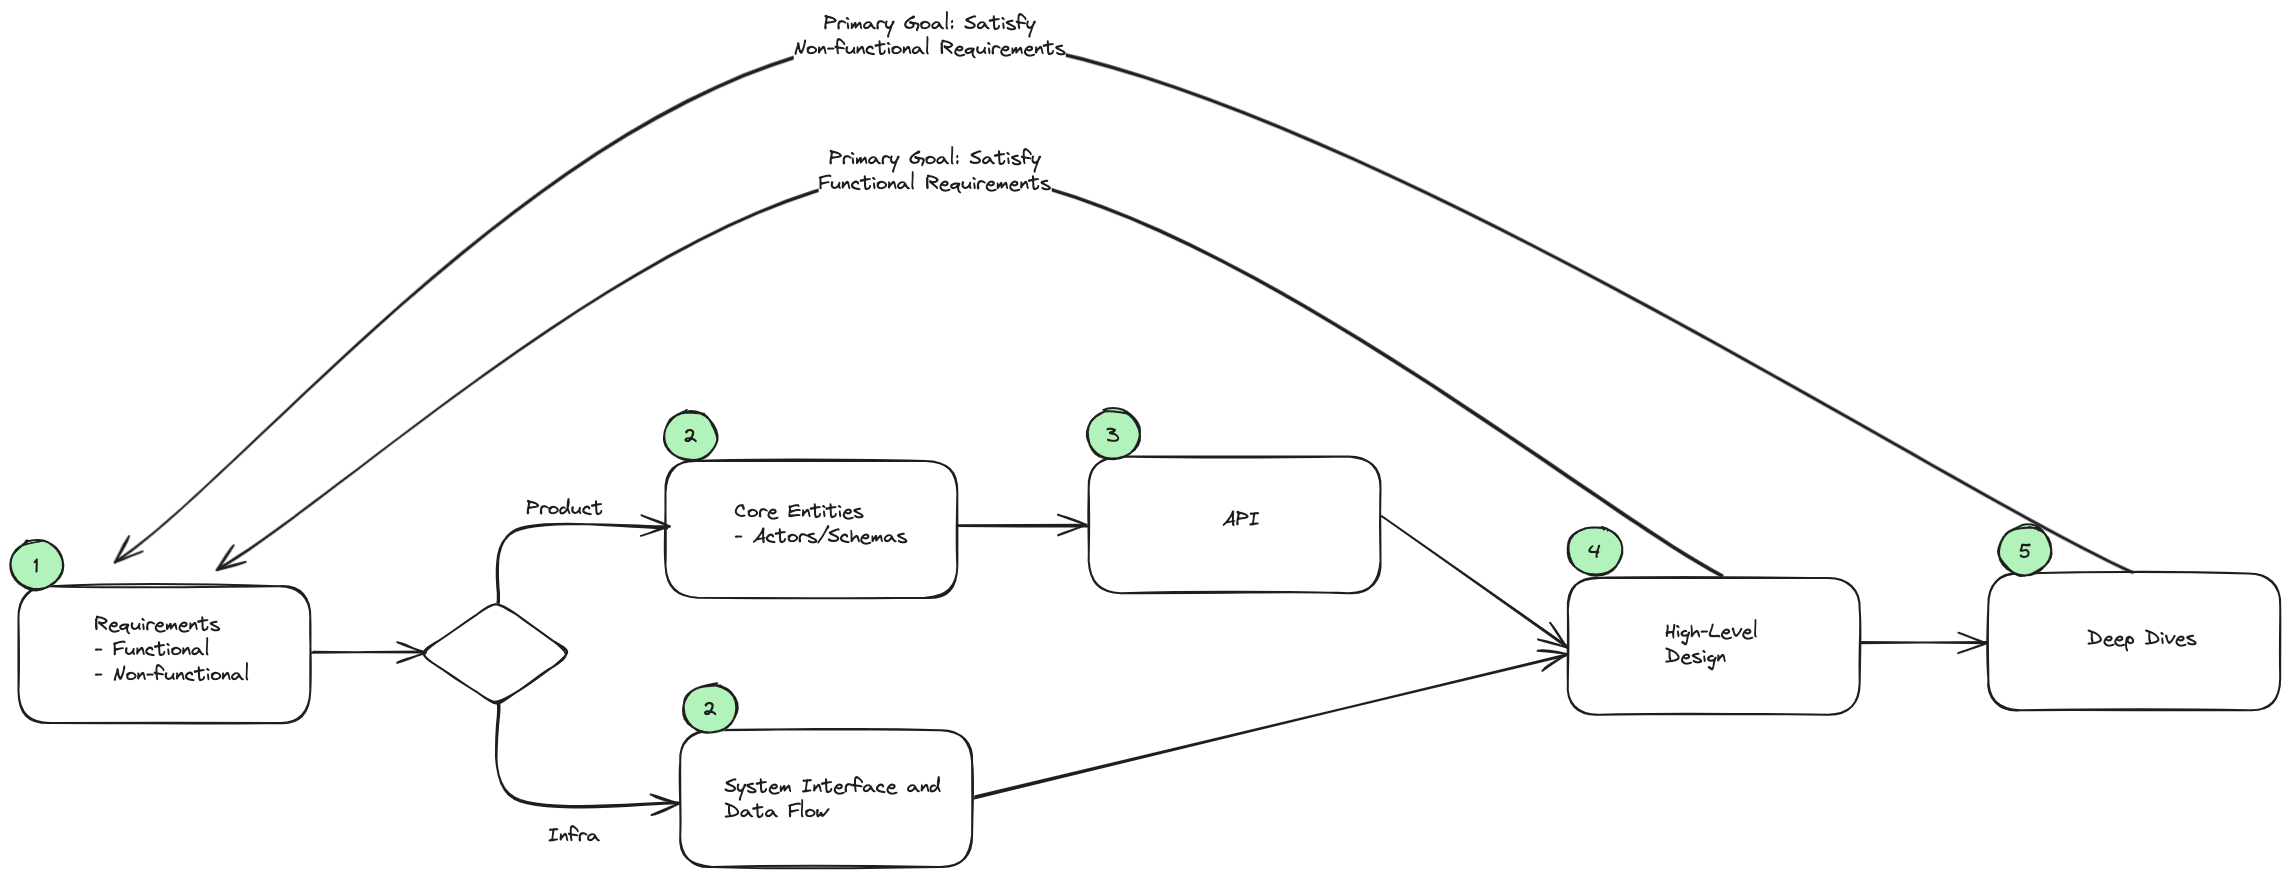 Primary Goal: Satisfy
Non-functional Requirements
Primary Goal: Satisfy
Functional Requirements
1
Requirements
- Functional
- Non-functional
Product
2
Core Entities
- Actors/Schemas
3
API
Infra
2
System Interface and
Data Flow
4
High-Level
Design
5
Deep Dives